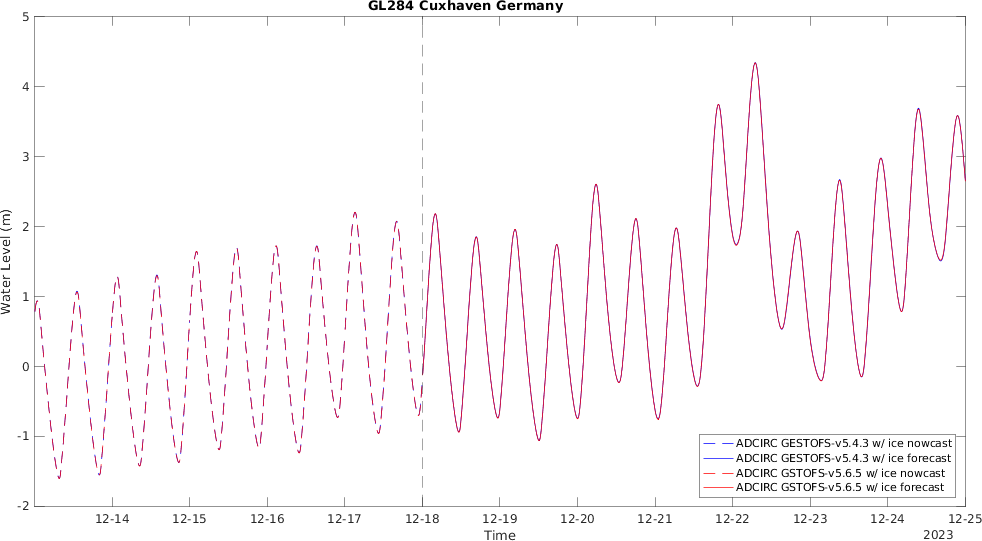 GL284 Cuxhaven Germany
5
4
3
2
1
0
-1
-2
Water Level (m)
ADCIRC GESTOFS-v5.4.3 w/ ice nowcast
ADCIRC GESTOFS-v5.4.3 w/ ice forecast
ADCIRC GSTOFS-v5.6.5 w/ ice nowcast
ADCIRC GSTOFS-v5.6.5 w/ ice forecast
12-14 12-15 12-16 12-17 12-18 12-19 12-20 12-21 12-22 12-23 12-24 12-25
Time 2023